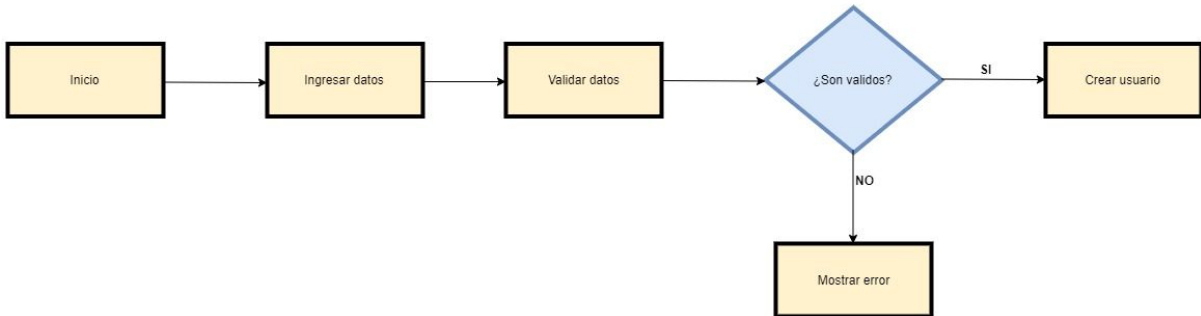 Inicio
Ingresar datos
Validar datos
¿Son validos?
SI
Crear usuario
NO
Mostrar error